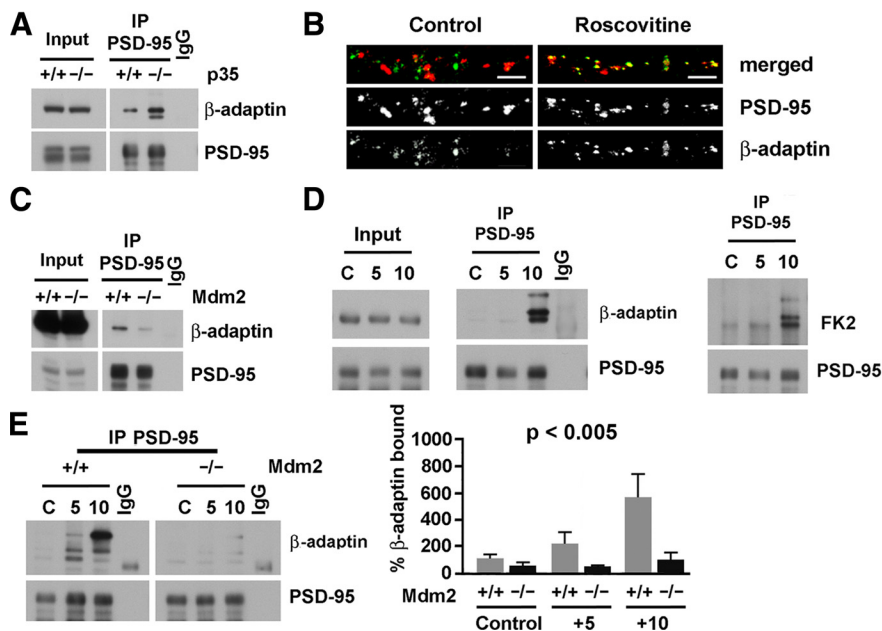 A
Input
IP
PSD-95
IgG
+/+ −/− +/+ −/− p35
β-adaptin
PSD-95
B
Control Roscovitine
merged
PSD-95
β-adaptin
C
Input
IP
PSD-95
IgG
+/+ −/− +/+ −/− Mdm2
β-adaptin
PSD-95
D
Input
IP
PSD-95
IgG
C 5 10 C 5 10
β-adaptin
PSD-95
IP
PSD-95
C 5 10
FK2
PSD-95
E
IP PSD-95
+/+ −/− Mdm2
C 5 10 IgG C 5 10 IgG
β-adaptin
PSD-95
p < 0.005
% β-adaptin bound
1000
800
600
400
200
0
Mdm2 +/+ −/− +/+ −/− +/+ −/−
Control +5 +10